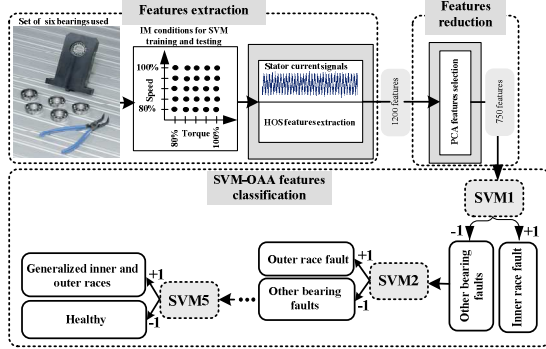 Features extraction
Set of six bearings used
IM conditions for SVM
training and testing
100%
Speed
80%
80%
Torque
100%
Stator current signals
HOS features extraction
1200 features
Features
reduction
PCA features selection
750 features
SVM-OAA features
classification
SVM1
-1
+1
Other bearing
faults
Inner race fault
SVM2
+1
-1
Outer race fault
Other bearing
faults
SVM5
+1
-1
Generalized inner and
outer races
Healthy